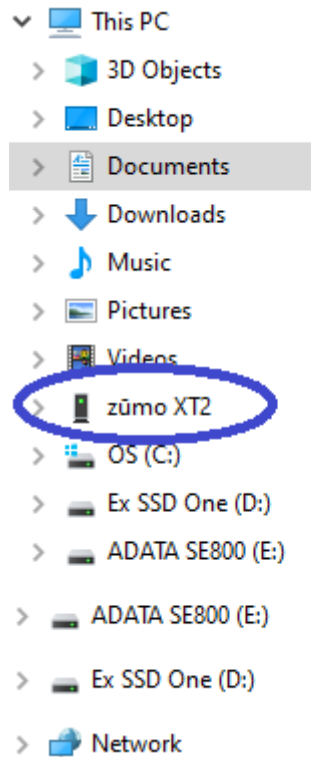 This PC
3D Objects
Desktop
Documents
Downloads
Music
Pictures
Videos
zūmo XT2
OS (C:)
Ex SSD One (D:)
ADATA SE800 (E:)
ADATA SE800 (E:)
Ex SSD One (D:)
Network